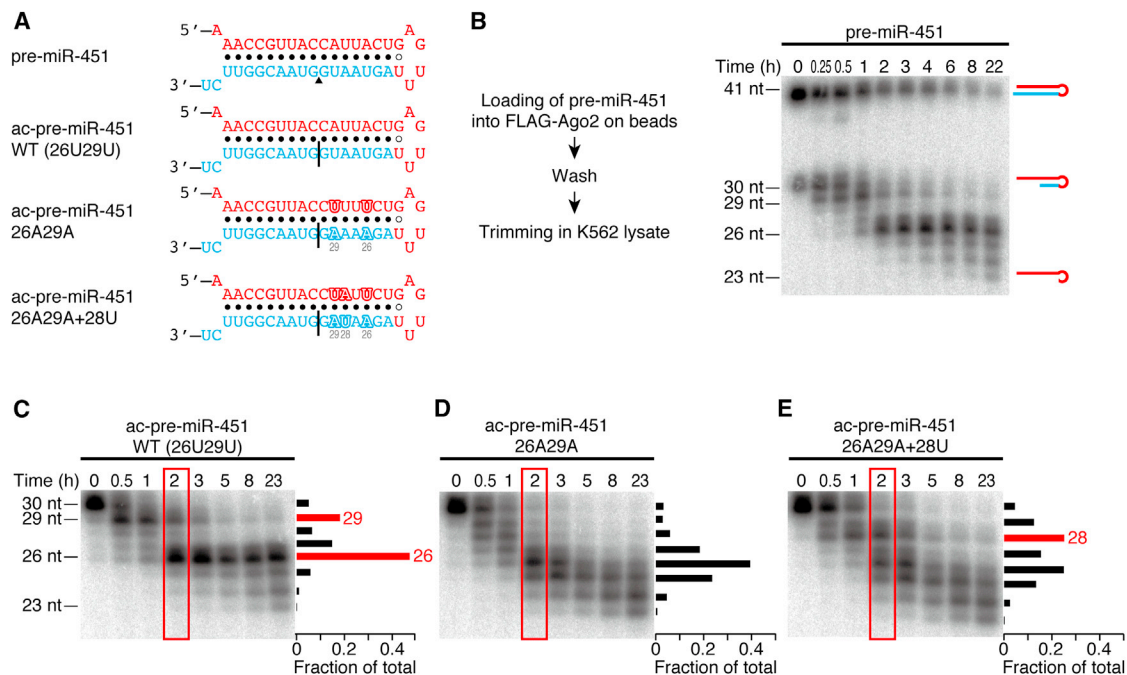 A
pre-miR-451
5′—A
A
AACCGUUACCAUUACUG
G
U
UUGGCAAUGGUAAUGAU
U
3′—UC
U
ac-pre-miR-451
WT (26U29U)
5′—A
A
AACCGUUACCAUUACUG
G
U
UUGGCAAUGGUAAUGAU
U
3′—UC
U
ac-pre-miR-451
26A29A
5′—A
A
AACCGUUACCUUUUCUG
G
U
UUGGCAAUGGAAAAGAU
U
3′—UC
U
29 26
ac-pre-miR-451
26A29A+28U
5′—A
A
AACCGUUACCUAUUCUG
G
U
UUGGCAAUGGAUAAGAU
U
3′—UC
U
29 28 26
B
Loading of pre-miR-451
into FLAG-Ago2 on beads
Wash
Trimming in K562 lysate
pre-miR-451
Time (h) 0 0.25 0.5 1 2 3 4 6 8 22
41 nt
30 nt
29 nt
26 nt
23 nt
C
ac-pre-miR-451
WT (26U29U)
Time (h) 0 0.5 1 2 3 5 8 23
30 nt
29 nt
29
26 nt
26
23 nt
0 0.2 0.4
Fraction of total
D
ac-pre-miR-451
26A29A
0 0.5 1 2 3 5 8 23
0 0.2 0.4
Fraction of total
E
ac-pre-miR-451
26A29A+28U
0 0.5 1 2 3 5 8 23
28
0 0.2 0.4
Fraction of total